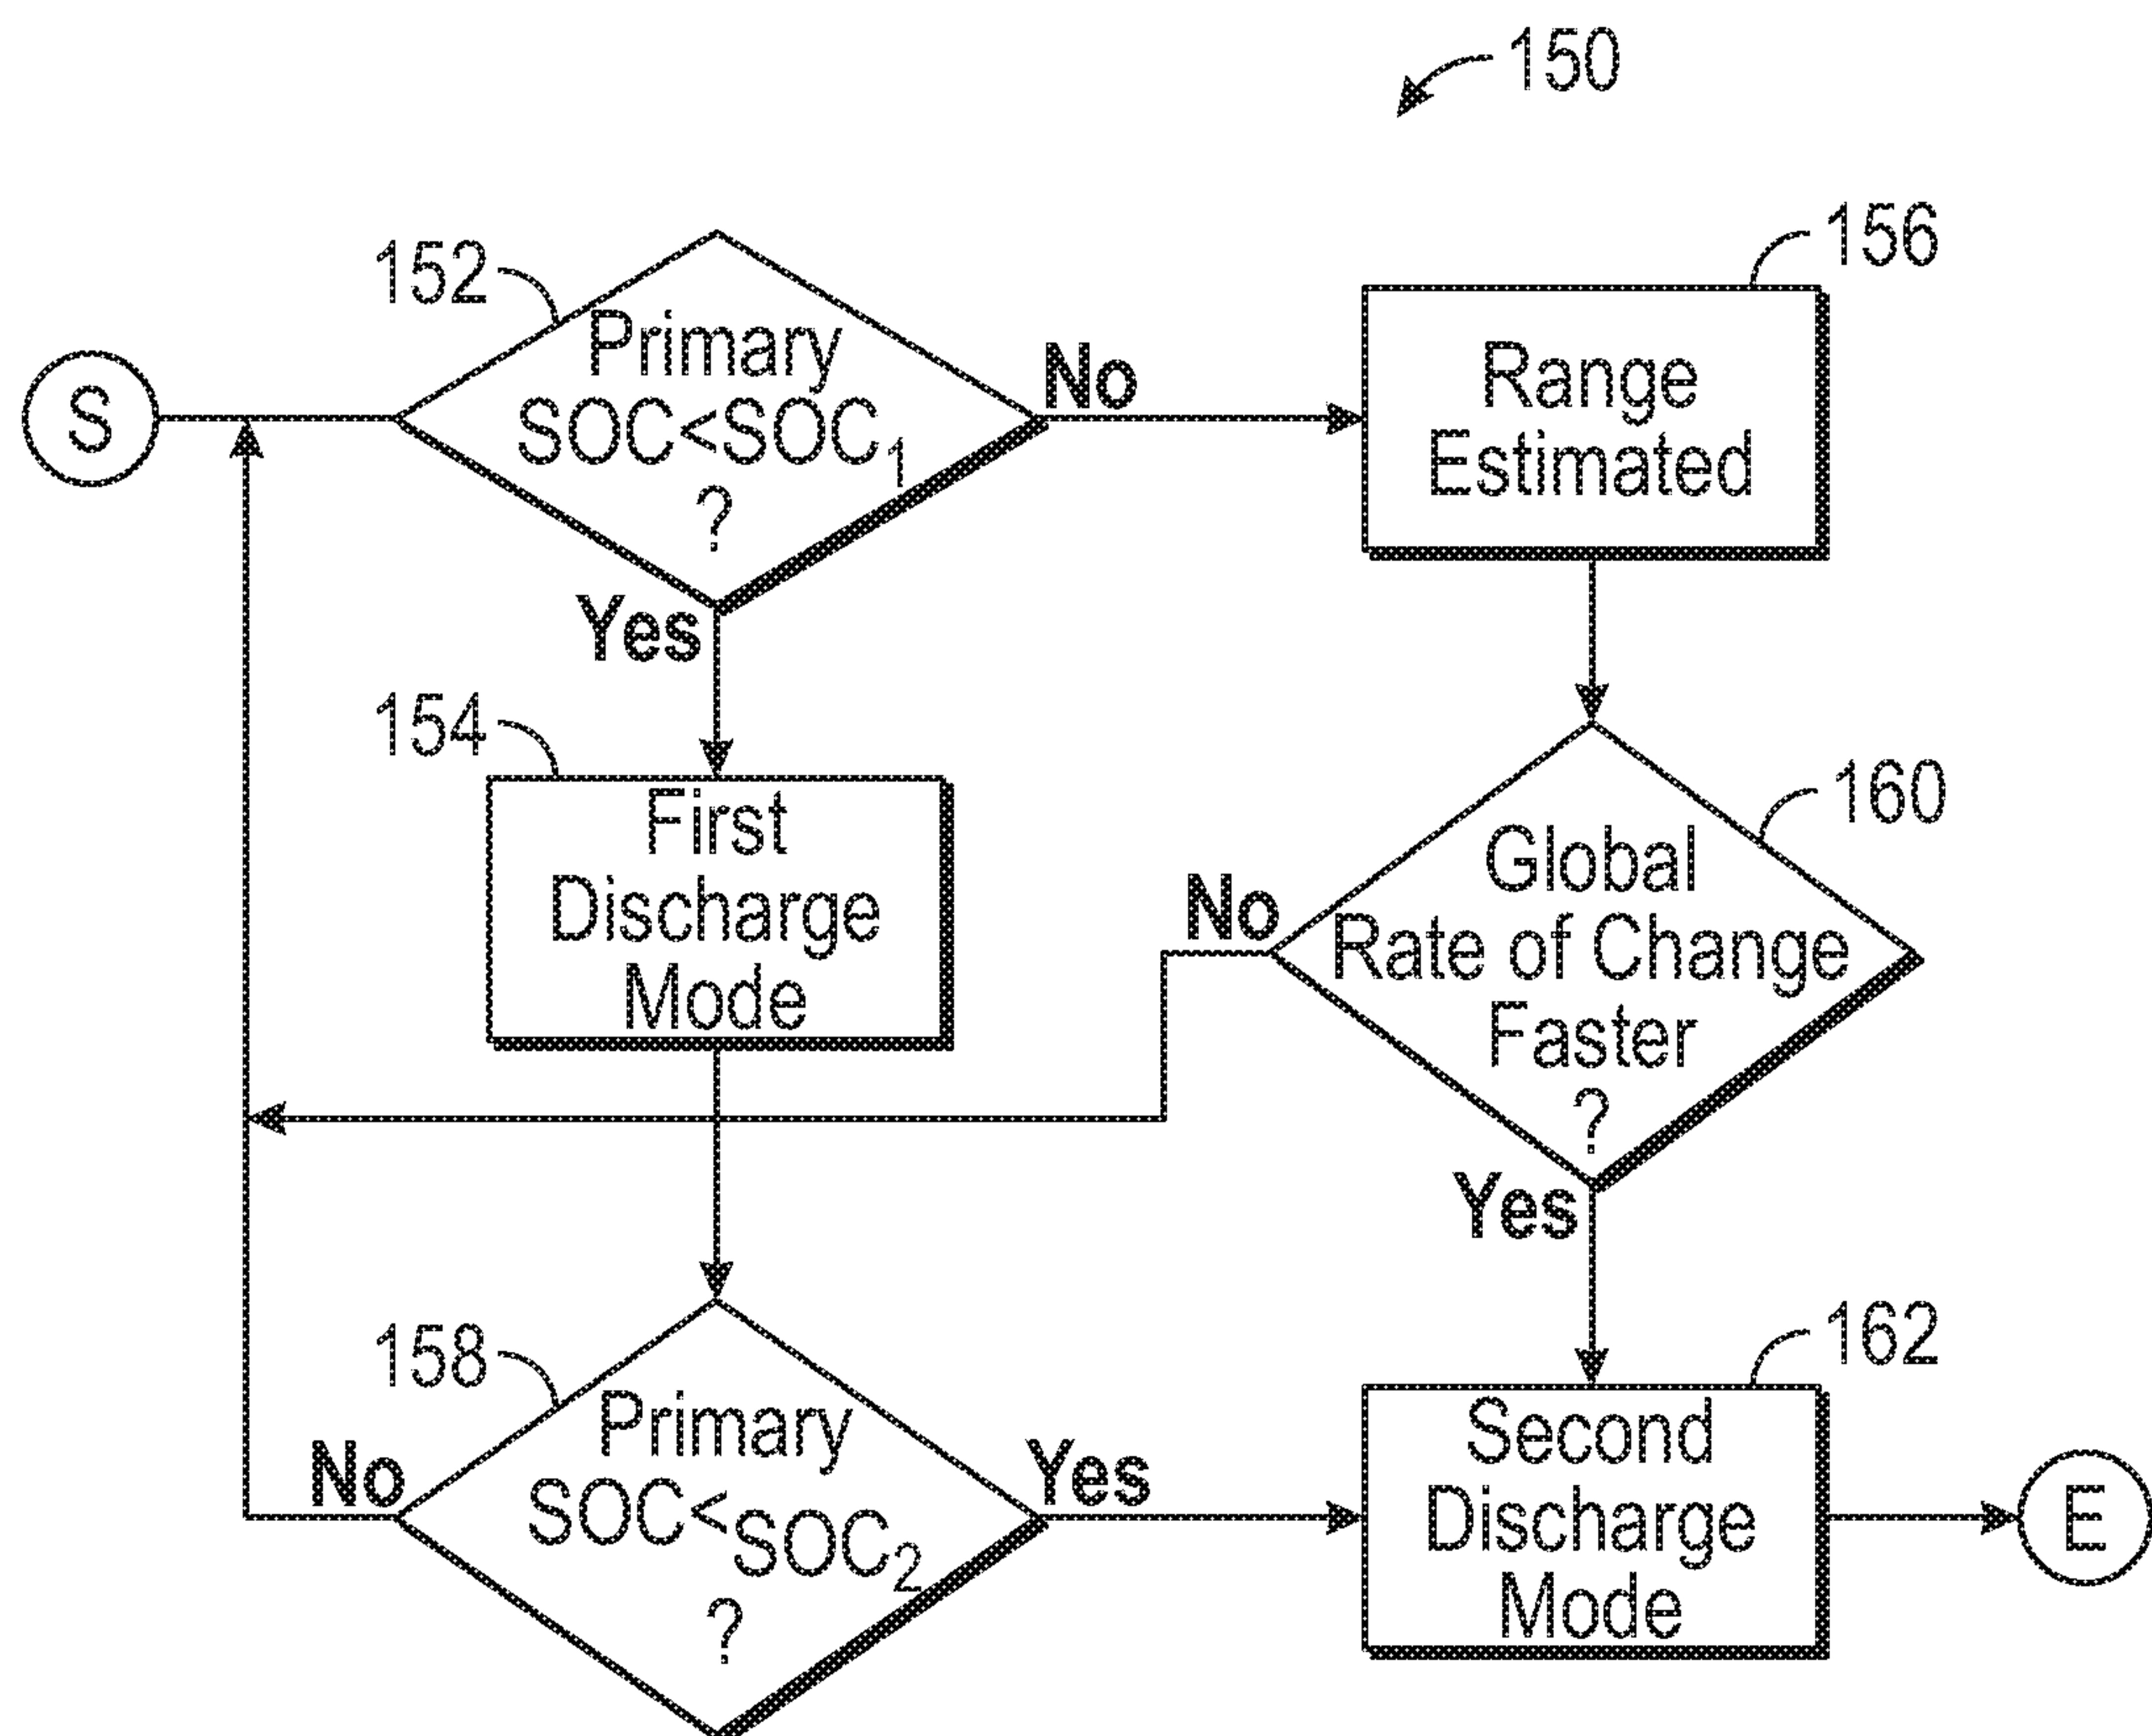 150
152
156
S
Primary
SOC<SOC1
?
No
Range
Estimated
Yes
154
First
Discharge
Mode
160
Global
Rate of Change
Faster
?
No
Yes
158
Primary
SOC<SOC2
?
No
Yes
162
Second
Discharge
Mode
E